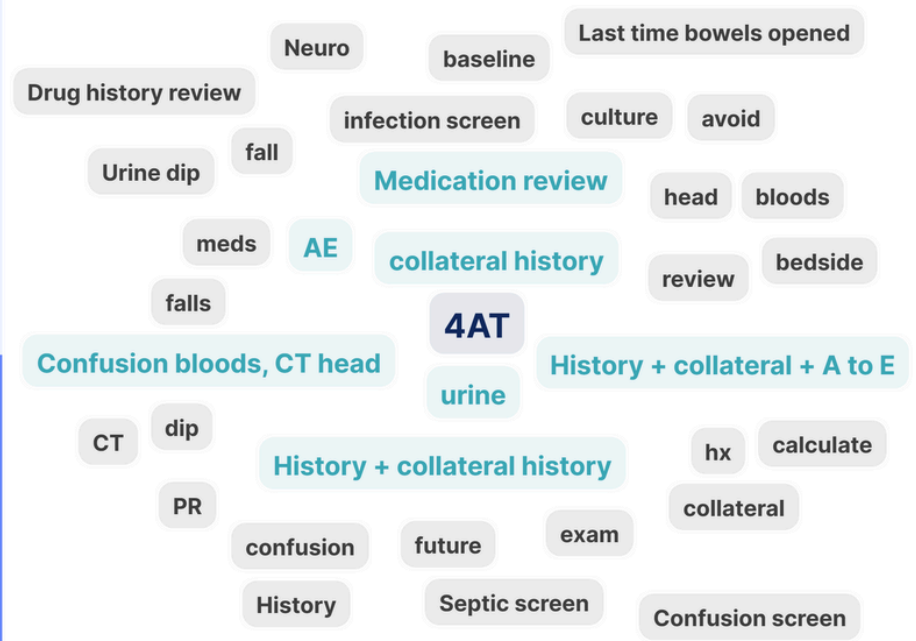 Last time bowels opened
Neuro
baseline
Drug history review
infection screen
culture
avoid
fall
Urine dip
Medication review
head
bloods
meds
AE
collateral history
bedside
review
falls
4AT
Confusion bloods, CT head
History + collateral + A to E
urine
CT
dip
hx
calculate
History + collateral history
PR
collateral
confusion
future
exam
History
Septic screen
Confusion screen